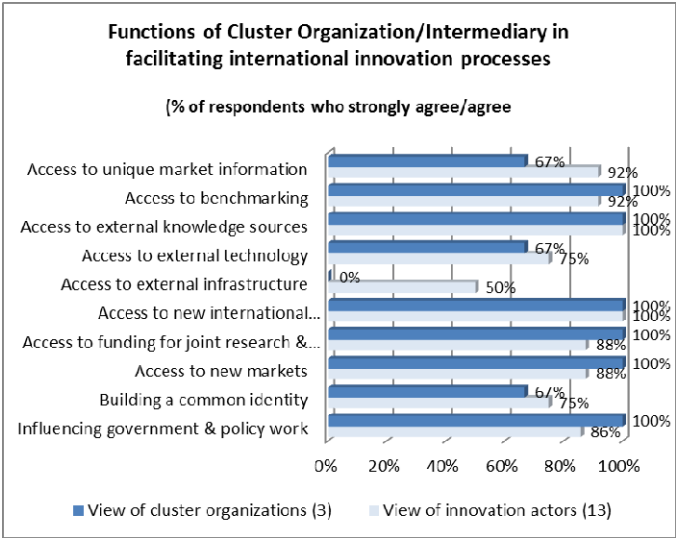 Functions of Cluster Organization/Intermediary in
facilitating international innovation processes
(% of respondents who strongly agree/agree
Access to unique market information
67%
92%
Access to benchmarking
100%
92%
Access to external knowledge sources
100%
100%
Access to external technology
67%
75%
Access to external infrastructure
0%
50%
Access to new international...
100%
100%
Access to funding for joint research &...
100%
88%
Access to new markets
100%
88%
Building a common identity
67%
75%
Influencing government & policy work
100%
86%
0% 20% 40% 60% 80% 100%
View of cluster organizations (3) View of innovation actors (13)